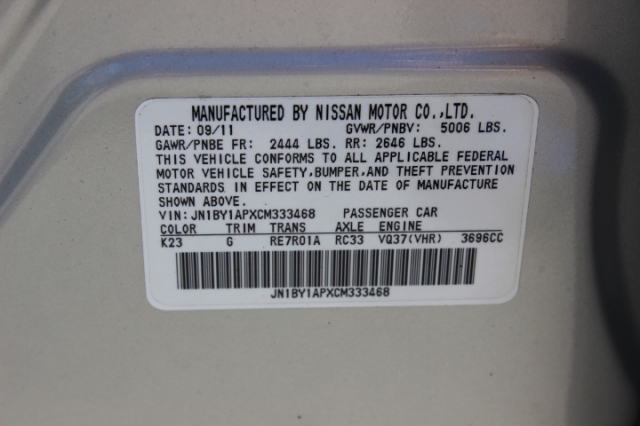 MANUFACTURED BY NISSAN MOTOR CO.,LTD.
DATE: 09/11 GVWR/PNBV: 5006 LBS.
GAWR/PNBE FR: 2444 LBS. RR: 2646 LBS.
THIS VEHICLE CONFORMS TO ALL APPLICABLE FEDERAL
MOTOR VEHICLE SAFETY,BUMPER,AND THEFT PREVENTION
STANDARDS IN EFFECT ON THE DATE OF MANUFACTURE
SHOWN ABOVE.
VIN: JN1BY1APXCM333468 PASSENGER CAR
COLOR TRIM TRANS AXLE ENGINE
K23 G RE7R01A RC33 VQ37(VHR) 3696CC
JN1BY1APXCM333468